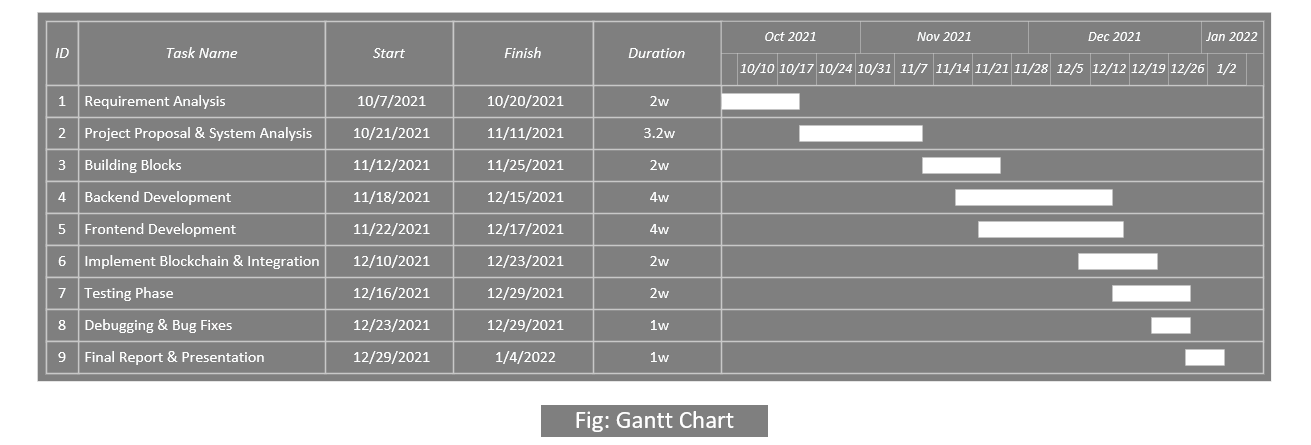 ID Task Name Start Finish Duration Oct 2021 Nov 2021 Dec 2021 Jan 2022
10/10 10/17 10/24 10/31 11/7 11/14 11/21 11/28 12/5 12/12 12/19 12/26 1/2
1 Requirement Analysis 10/7/2021 10/20/2021 2w
2 Project Proposal & System Analysis 10/21/2021 11/11/2021 3.2w
3 Building Blocks 11/12/2021 11/25/2021 2w
4 Backend Development 11/18/2021 12/15/2021 4w
5 Frontend Development 11/22/2021 12/17/2021 4w
6 Implement Blockchain & Integration 12/10/2021 12/23/2021 2w
7 Testing Phase 12/16/2021 12/29/2021 2w
8 Debugging & Bug Fixes 12/23/2021 12/29/2021 1w
9 Final Report & Presentation 12/29/2021 1/4/2022 1w
Fig: Gantt Chart